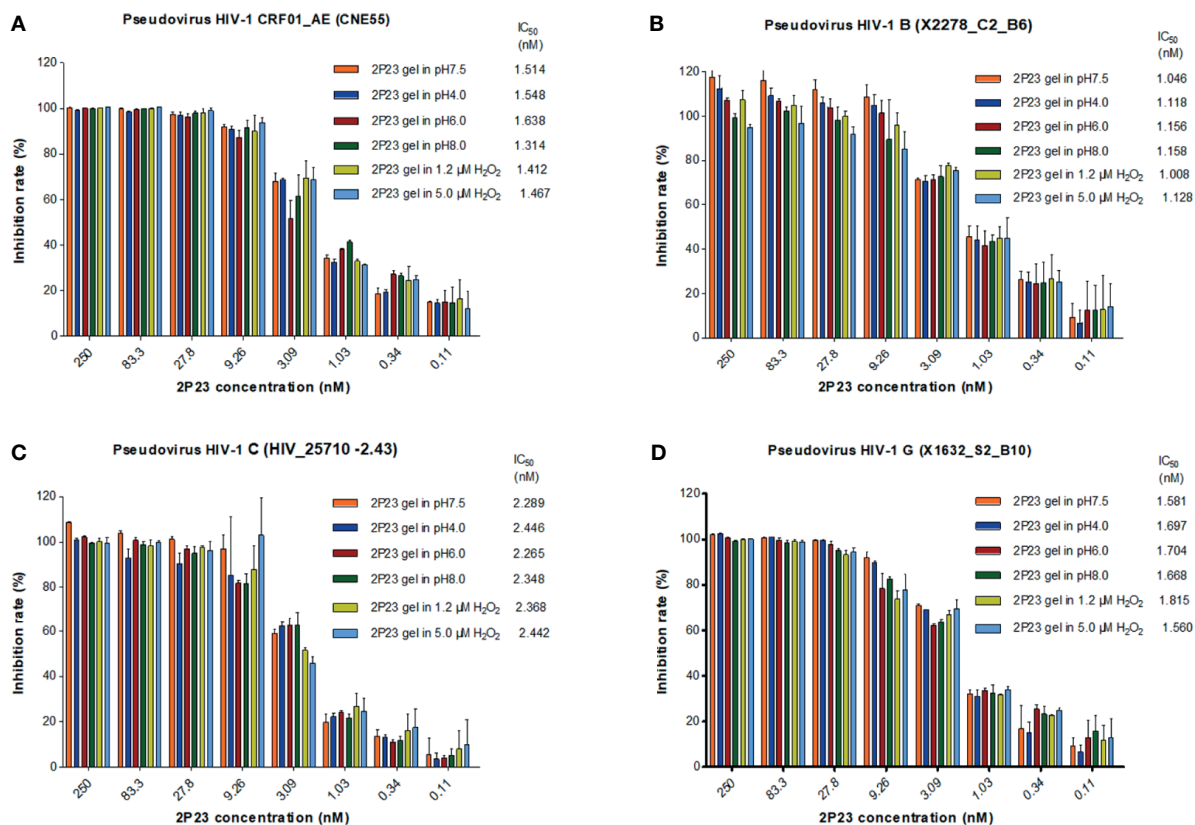 A
Pseudovirus HIV-1 CRF01_AE (CNE55)
IC50
(nM)
2P23 gel in pH7.5 1.514
2P23 gel in pH4.0 1.548
2P23 gel in pH6.0 1.638
2P23 gel in pH8.0 1.314
2P23 gel in 1.2 µM H2O2 1.412
2P23 gel in 5.0 µM H2O2 1.467
Inhibition rate (%)
120
100
80
60
40
20
0
250 83.3 27.8 9.26 3.09 1.03 0.34 0.11
2P23 concentration (nM)
B
Pseudovirus HIV-1 B (X2278_C2_B6)
IC50
(nM)
2P23 gel in pH7.5 1.046
2P23 gel in pH4.0 1.118
2P23 gel in pH6.0 1.156
2P23 gel in pH8.0 1.158
2P23 gel in 1.2 µM H2O2 1.008
2P23 gel in 5.0 µM H2O2 1.128
Inhibition rate (%)
120
100
80
60
40
20
0
250 83.3 27.8 9.26 3.09 1.03 0.34 0.11
2P23 concentration (nM)
C
Pseudovirus HIV-1 C (HIV_25710 -2.43)
IC50
(nM)
2P23 gel in pH7.5 2.289
2P23 gel in pH4.0 2.446
2P23 gel in pH6.0 2.265
2P23 gel in pH8.0 2.348
2P23 gel in 1.2 µM H2O2 2.368
2P23 gel in 5.0 µM H2O2 2.442
Inhibition rate (%)
120
100
80
60
40
20
0
250 83.3 27.8 9.26 3.09 1.03 0.34 0.11
2P23 concentration (nM)
D
Pseudovirus HIV-1 G (X1632_S2_B10)
IC50
(nM)
2P23 gel in pH7.5 1.581
2P23 gel in pH4.0 1.697
2P23 gel in pH6.0 1.704
2P23 gel in pH8.0 1.668
2P23 gel in 1.2 µM H2O2 1.815
2P23 gel in 5.0 µM H2O2 1.560
Inhibition rate (%)
120
100
80
60
40
20
0
250 83.3 27.8 9.26 3.09 1.03 0.34 0.11
2P23 concentration (nM)